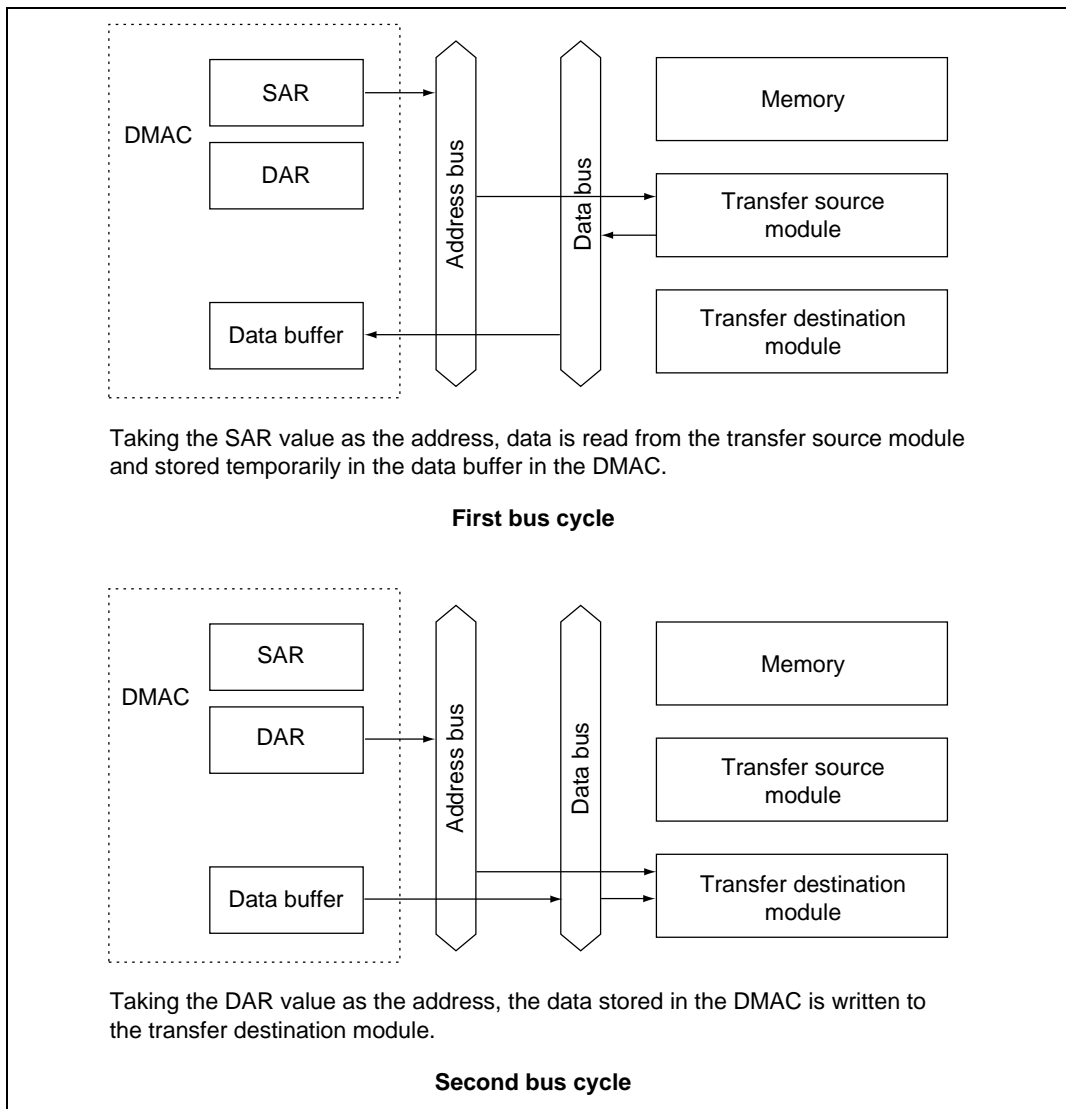 SAR
Memory
DMAC
DAR
Address bus
Data bus
Transfer source
module
Data buffer
Transfer destination
module
Taking the SAR value as the address, data is read from the transfer source module
and stored temporarily in the data buffer in the DMAC.
First bus cycle
SAR
Memory
DMAC
DAR
Address bus
Data bus
Transfer source
module
Data buffer
Transfer destination
module
Taking the DAR value as the address, the data stored in the DMAC is written to
the transfer destination module.
Second bus cycle